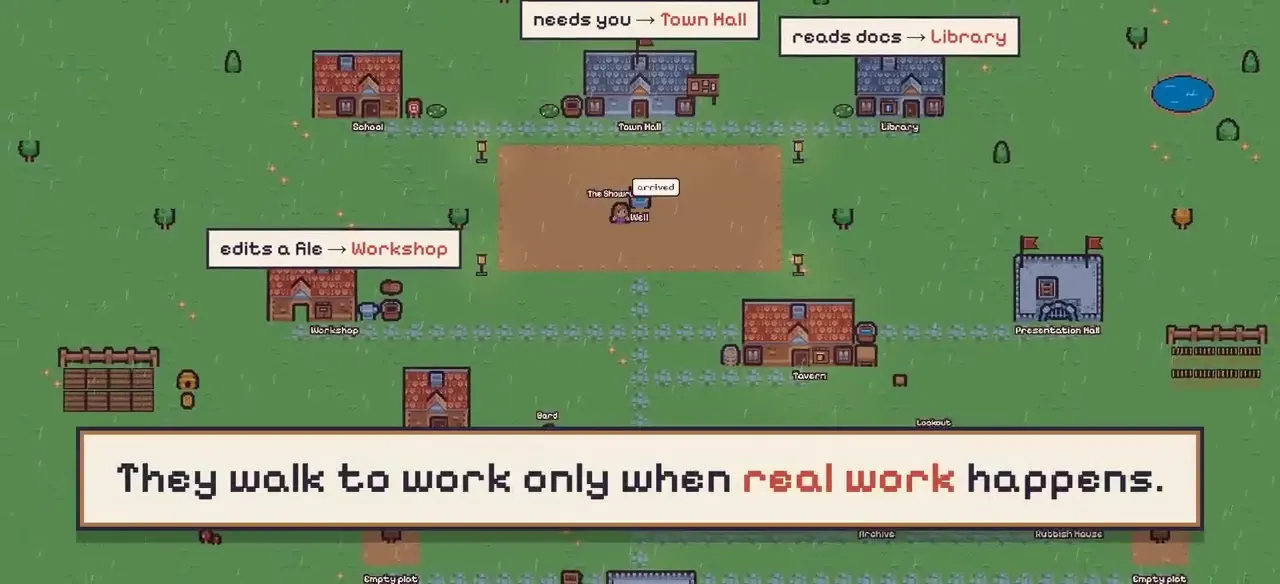 needs you → Town Hall
reads docs → Library
School
Town Hall
Library
arrived
The Showr
Well
edits a file → Workshop
Workshop
Presentation Hall
Tavern
Bard
Lookout
They walk to work only when real work happens.
Archive
Rubbish House
Empty plot
Empty plot